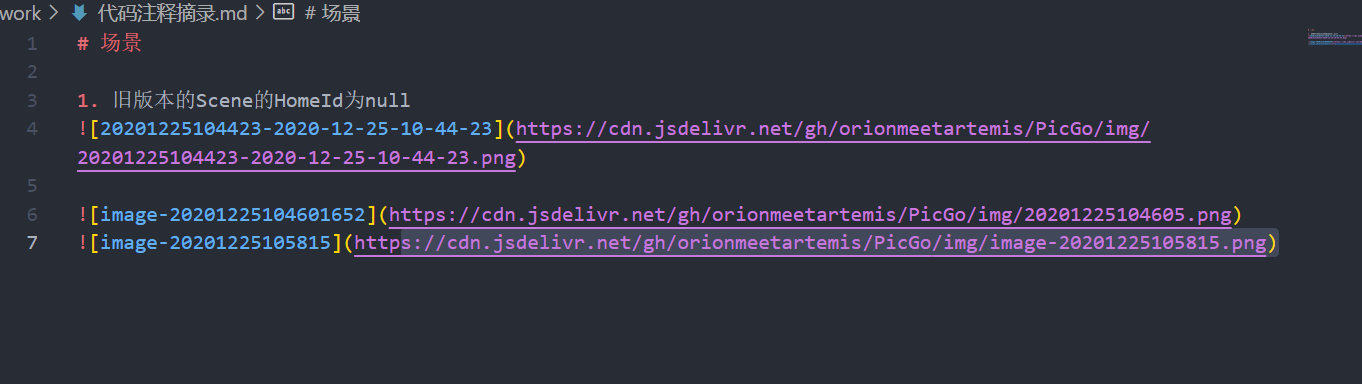 work > 代码注释摘录.md > # 场景
1 # 场景
2
3 1. 旧版本的Scene的HomeId为null
4 ![20201225104423-2020-12-25-10-44-23](https://cdn.jsdelivr.net/gh/orionmeetartemis/PicGo/img/
20201225104423-2020-12-25-10-44-23.png)
5
6 ![image-20201225104601652](https://cdn.jsdelivr.net/gh/orionmeetartemis/PicGo/img/20201225104605.png)
7 ![image-20201225105815](https://cdn.jsdelivr.net/gh/orionmeetartemis/PicGo/img/image-20201225105815.png)